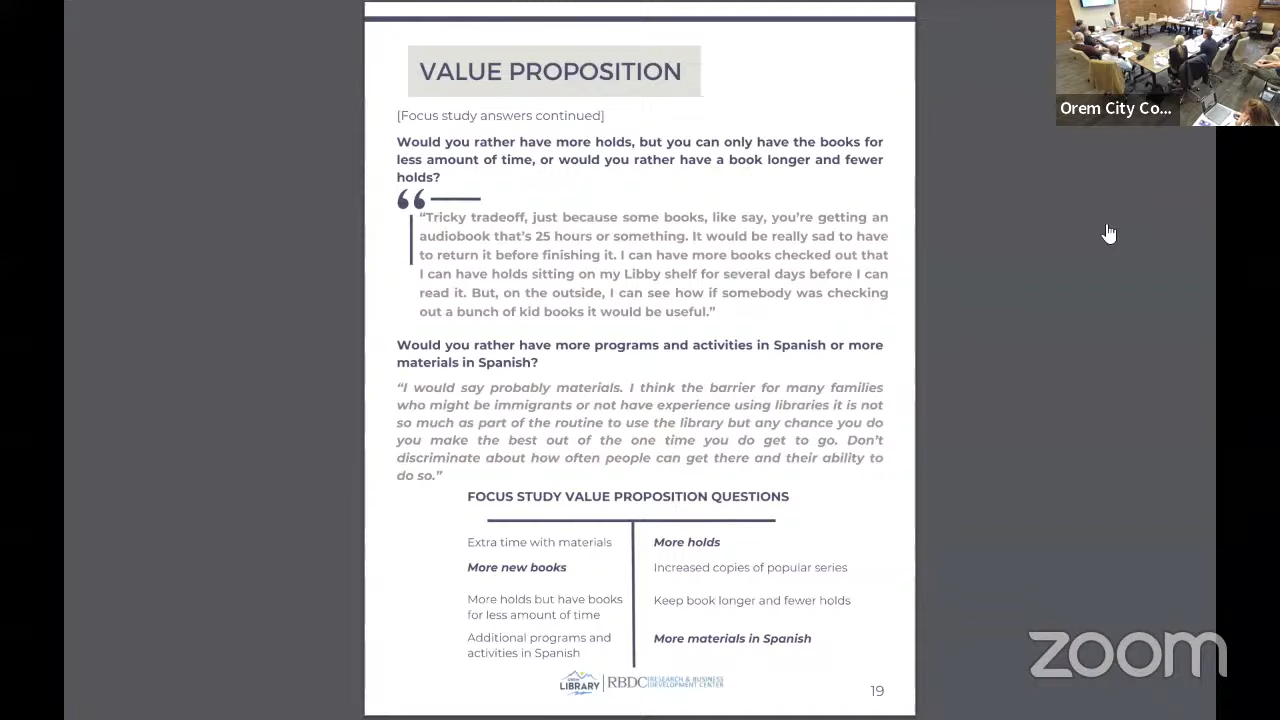 VALUE PROPOSITION
[Focus study answers continued]
Would you rather have more holds, but you can only have the books for
less amount of time, or would you rather have a book longer and fewer
holds?
“Tricky tradeoff, just because some books, like say, you’re getting an
audiobook that’s 25 hours or something. It would be really sad to have
to return it before finishing it. I can have more books checked out that
I can have holds sitting on my Libby shelf for several days before I can
read it. But, on the outside, I can see how if somebody was checking
out a bunch of kid books it would be useful.”
Would you rather have more programs and activities in Spanish or more
materials in Spanish?
“I would say probably materials. I think the barrier for many families
who might be immigrants or not have experience using libraries it is not
so much as part of the routine to use the library but any chance you do
you make the best out of the one time you do get to go. Don’t
discriminate about how often people can get there and their ability to
do so.”
FOCUS STUDY VALUE PROPOSITION QUESTIONS
Extra time with materials
More holds
More new books
Increased copies of popular series
More holds but have books
for less amount of time
Keep book longer and fewer holds
Additional programs and
activities in Spanish
More materials in Spanish
LIBRARY
RBDC RESEARCH & BUSINESS
DEVELOPMENT CENTER
19
Orem City Co...
zoom